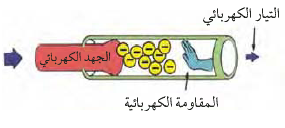 التيار الكهربائي
الجهد الكهربائي
المقاومة الكهربائية